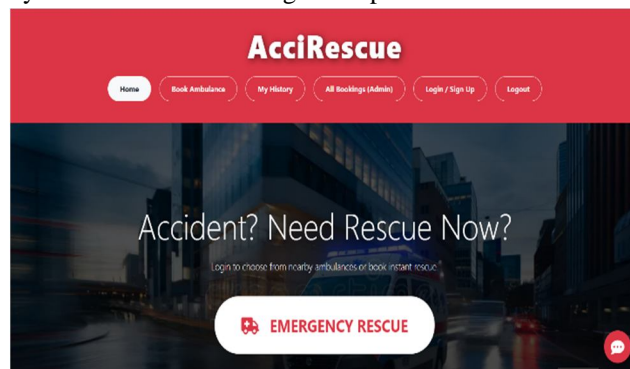 AcciRescue
Home Book Ambulance My History All Bookings (Admin) Login / Sign Up Logout
Accident? Need Rescue Now?
Login to choose from nearby ambulances or book instant rescue.
EMERGENCY RESCUE